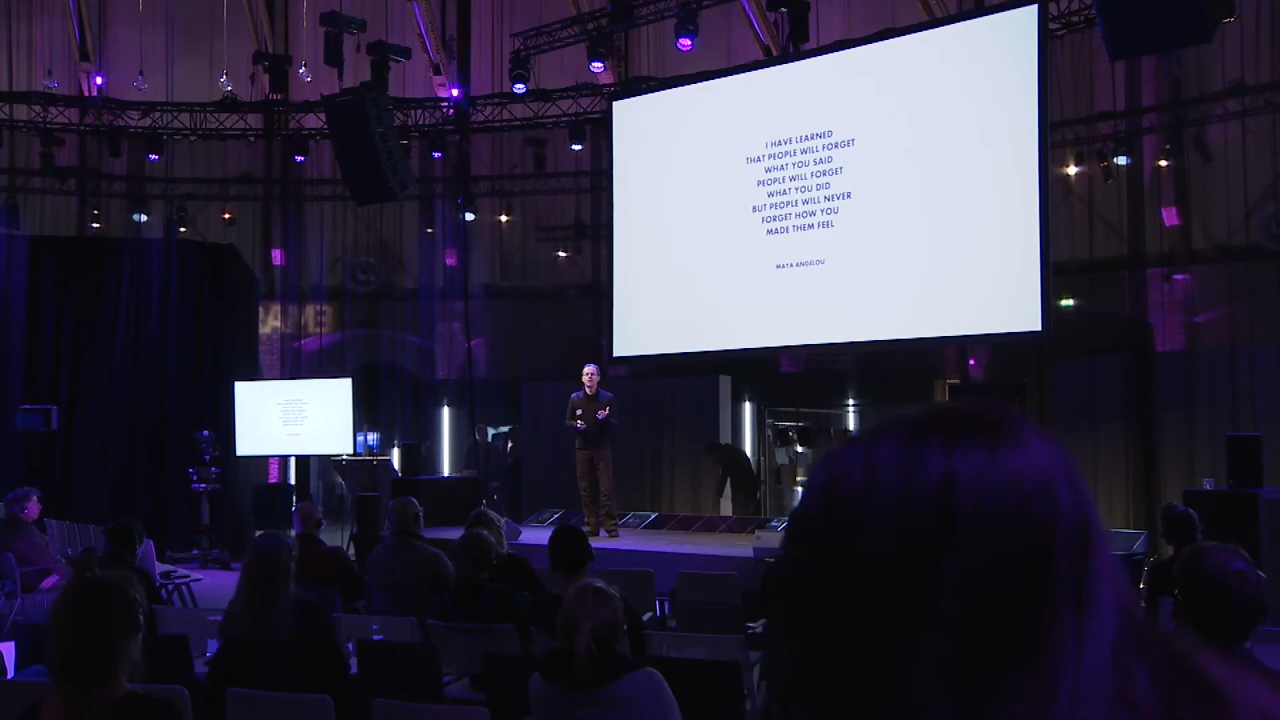 I HAVE LEARNED
THAT PEOPLE WILL FORGET
WHAT YOU SAID
PEOPLE WILL FORGET
WHAT YOU DID
BUT PEOPLE WILL NEVER
FORGET HOW YOU
MADE THEM FEEL
MAYA ANGELOU